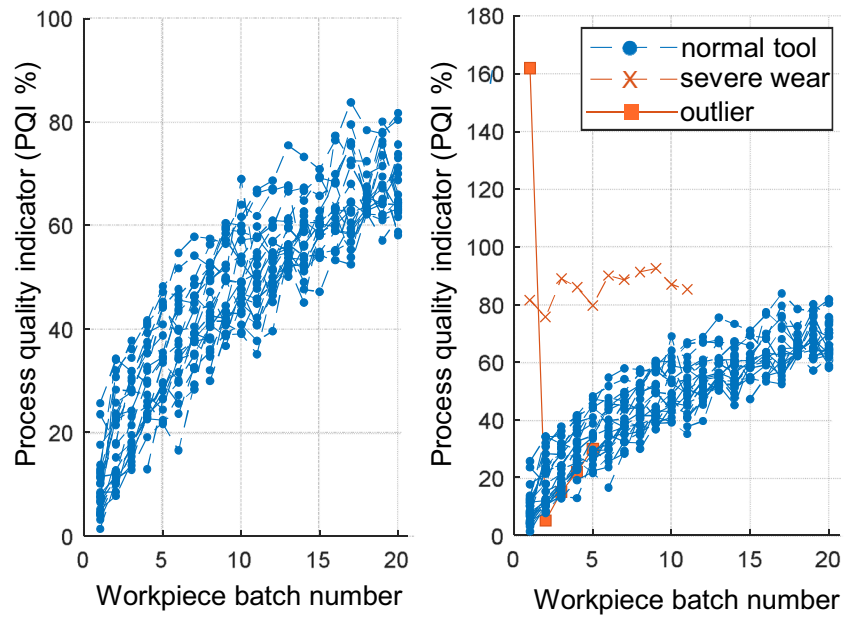 Process quality indicator (PQI %)
100
80
60
40
20
0
0 5 10 15 20
Workpiece batch number
Process quality indicator (PQI %)
180
160
140
120
100
80
60
40
20
0
0 5 10 15 20
Workpiece batch number
normal tool
severe wear
outlier